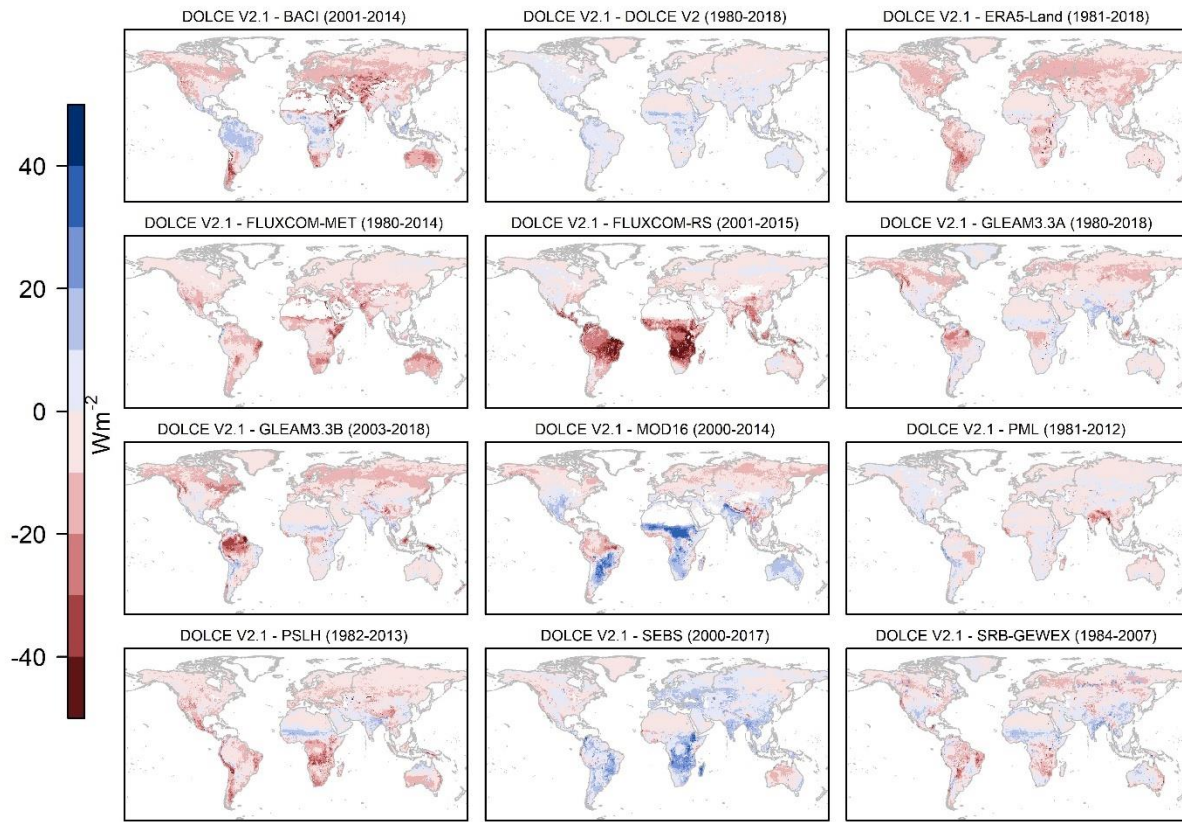 DOLCE V2.1 - BACI (2001-2014)
DOLCE V2.1 - DOLCE V2 (1980-2018)
DOLCE V2.1 - ERA5-Land (1981-2018)
DOLCE V2.1 - FLUXCOM-MET (1980-2014)
DOLCE V2.1 - FLUXCOM-RS (2001-2015)
DOLCE V2.1 - GLEAM3.3A (1980-2018)
DOLCE V2.1 - GLEAM3.3B (2003-2018)
DOLCE V2.1 - MOD16 (2000-2014)
DOLCE V2.1 - PML (1981-2012)
DOLCE V2.1 - PSLH (1982-2013)
DOLCE V2.1 - SEBS (2000-2017)
DOLCE V2.1 - SRB-GEWEX (1984-2007)
40
20
0
-20
-40
Wm⁻²